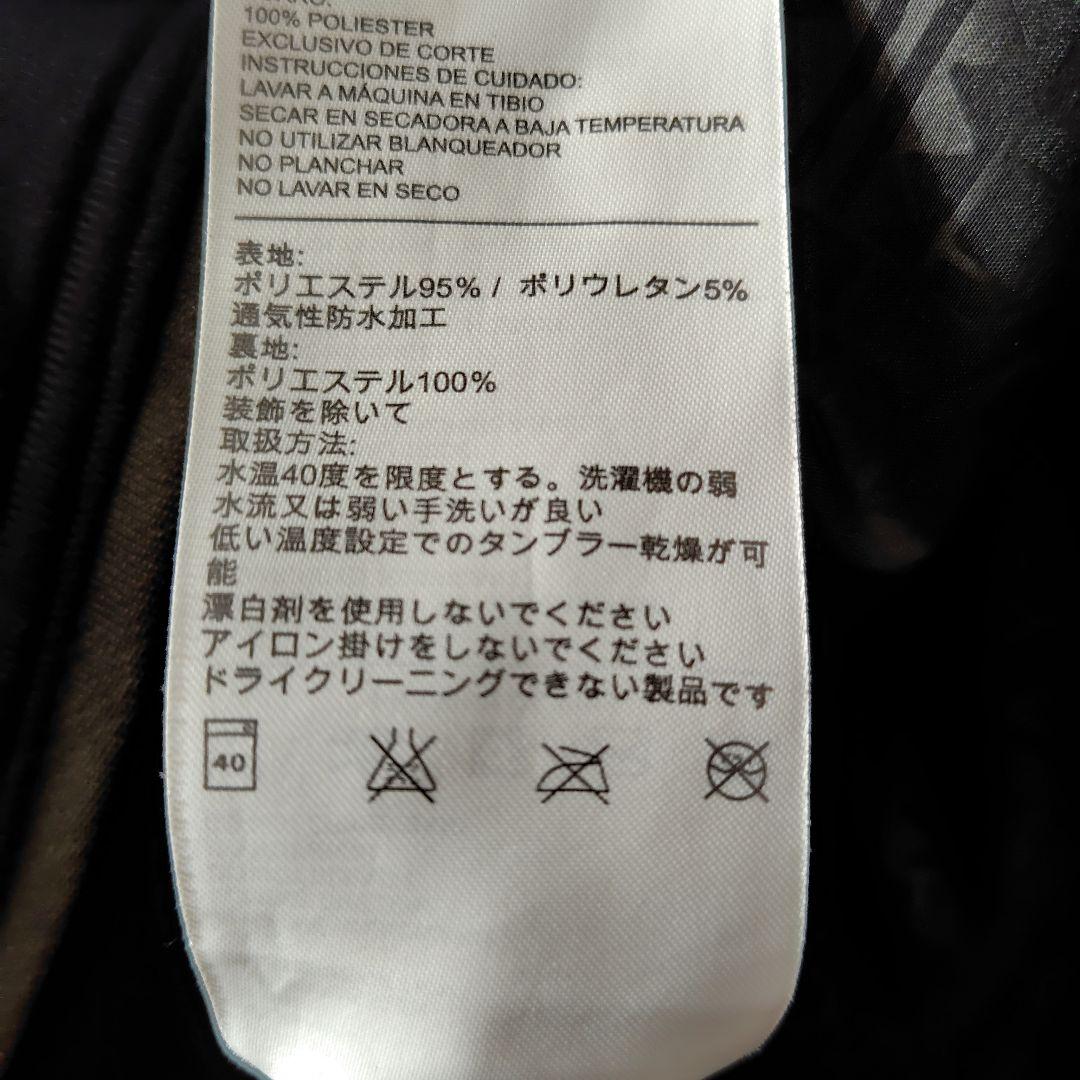 100% POLIESTER
EXCLUSIVO DE CORTE
INSTRUCCIONES DE CUIDADO:
LAVAR A MÁQUINA EN TIBIO
SECAR EN SECADORA A BAJA TEMPERATURA
NO UTILIZAR BLANQUEADOR
NO PLANCHAR
NO LAVAR EN SECO
表地:
ポリエステル95% / ポリウレタン5%
通気性防水加工
裏地:
ポリエステル100%
装飾を除いて
取扱方法:
水温40度を限度とする。洗濯機の弱
水流又は弱い手洗いが良い
低い温度設定でのタンブラー乾燥が可
能
漂白剤を使用しないでください
アイロン掛けをしないでください
ドライクリーニングできない製品です
40